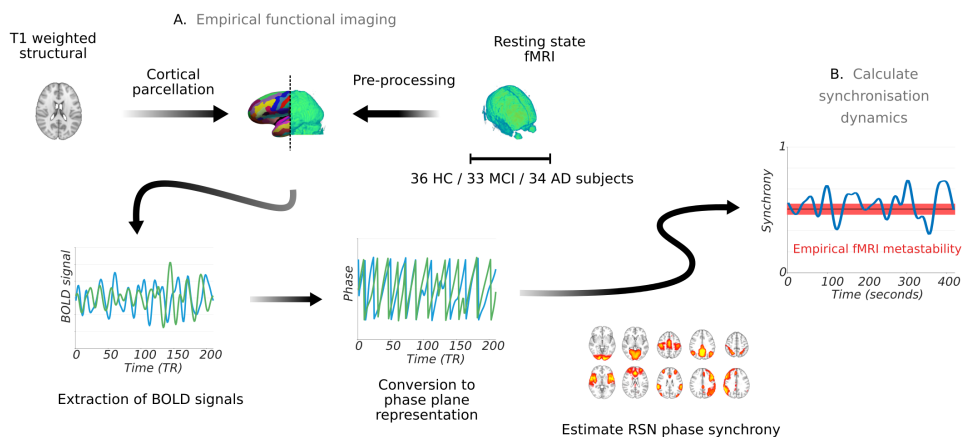 A. Empirical functional imaging
T1 weighted
structural
Cortical
parcellation
Pre-processing
Resting state
fMRI
36 HC / 33 MCI / 34 AD subjects
B. Calculate
synchronisation
dynamics
1
Synchrony
0
Empirical fMRI metastability
0 100 200 300 400
Time (seconds)
BOLD signal
0 50 100 150 200
Time (TR)
Extraction of BOLD signals
Phase
0 50 100 150 200
Time (TR)
Conversion to
phase plane
representation
Estimate RSN phase synchrony